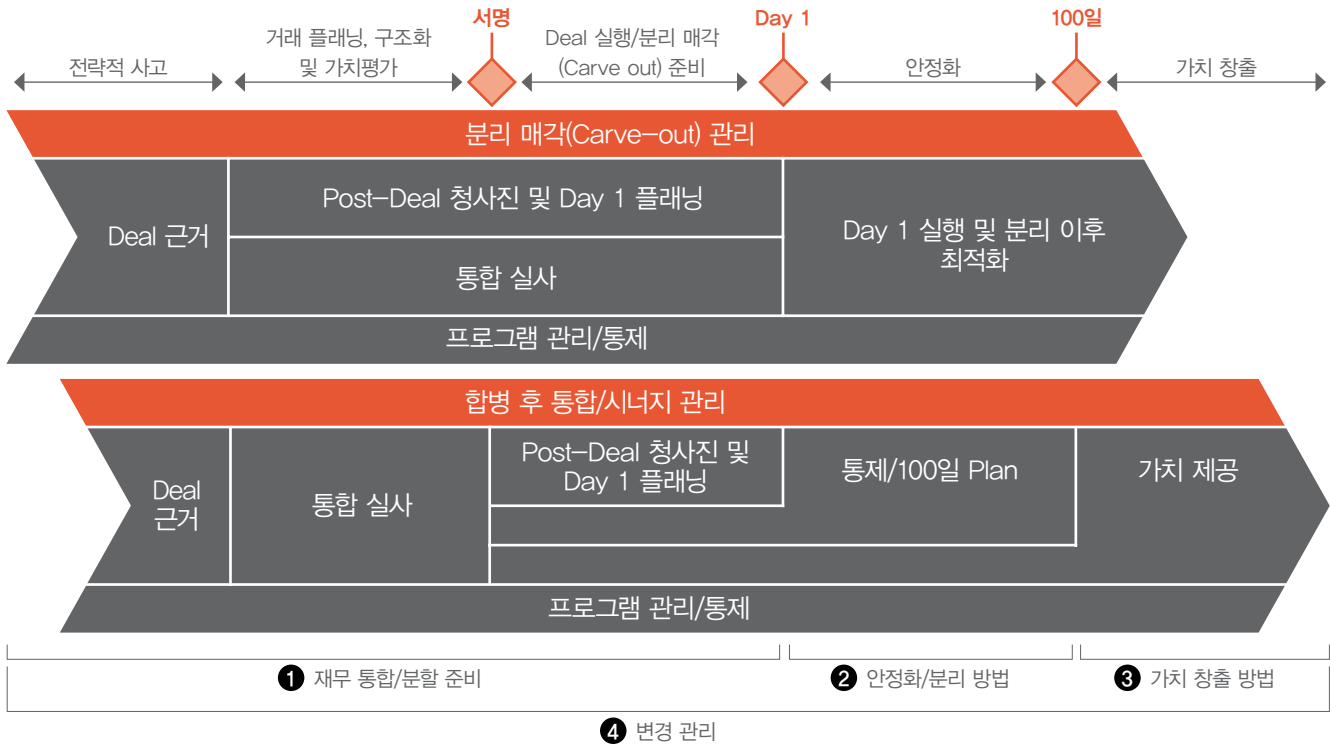 서명
Day 1
100일
거래 플래닝, 구조화
및 가치평가
Deal 실행/분리 매각
(Carve out) 준비
전략적 사고
안정화
가치 창출
분리 매각(Carve-out) 관리
Deal 근거
Post-Deal 청사진 및 Day 1 플래닝
통합 실사
Day 1 실행 및 분리 이후
최적화
프로그램 관리/통제
합병 후 통합/시너지 관리
Deal
근거
통합 실사
Post-Deal 청사진 및
Day 1 플래닝
통제/100일 Plan
가치 제공
프로그램 관리/통제
❶ 재무 통합/분할 준비
❷ 안정화/분리 방법
❸ 가치 창출 방법
❹ 변경 관리